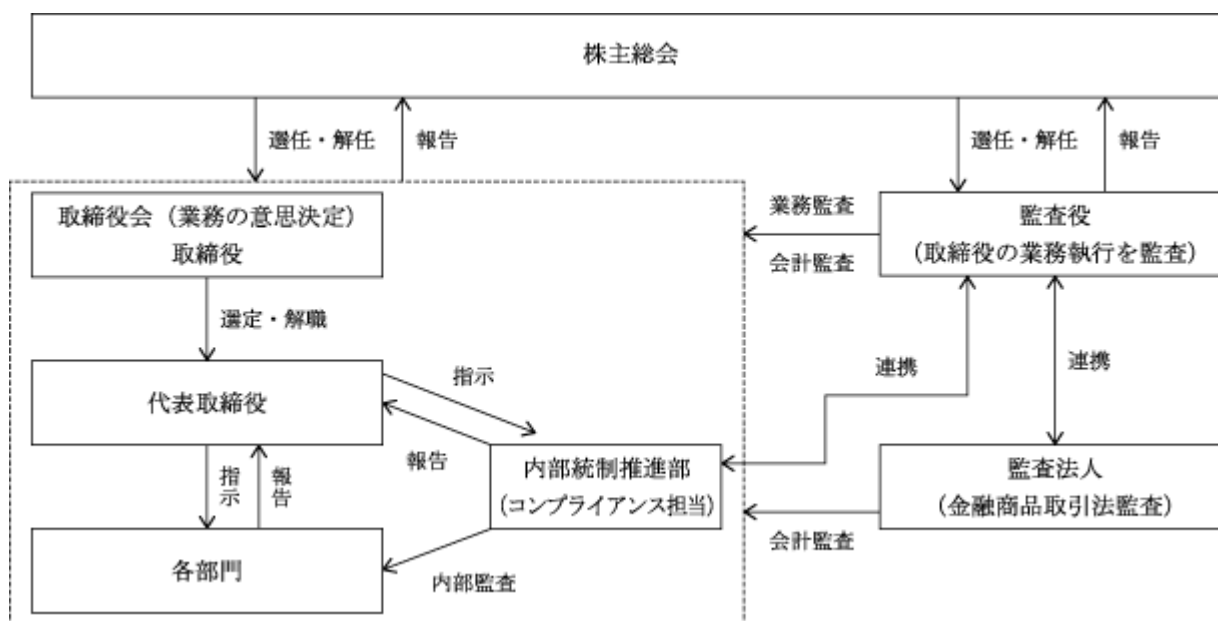 株主総会
選任・解任
報告
選任・解任
報告
取締役会（業務の意思決定）
取締役
業務監査
会計監査
監査役
（取締役の業務執行を監査）
選定・解職
代表取締役
指示
報告
連携
連携
指示
報告
内部統制推進部
（コンプライアンス担当）
監査法人
（金融商品取引法監査）
会計監査
各部門
内部監査